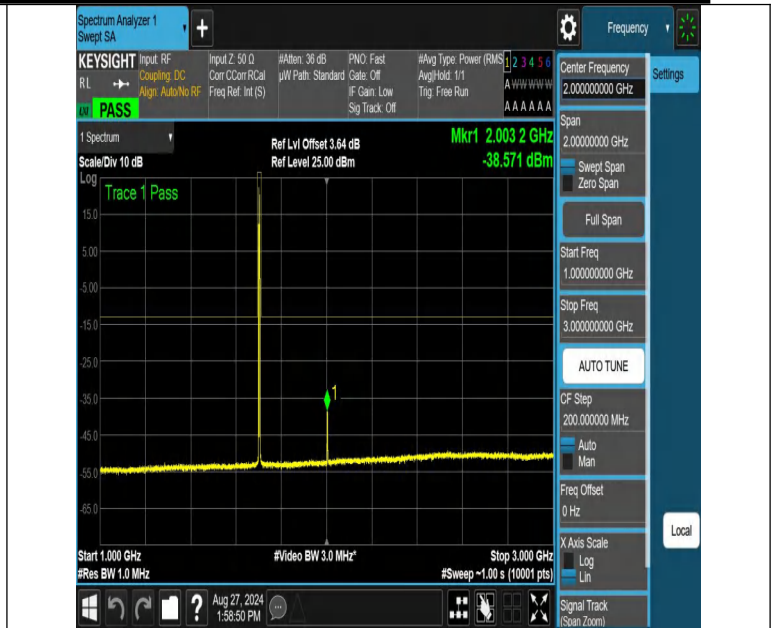 Spectrum Analyzer 1
Swept SA
+
Frequency
KEYSIGHT
RL
PASS
Input: RF
Coupling: DC
Align: Auto/No RF
Input Z: 50 Ω
Corr CCorr RCal
Freq Ref: Int (S)
#Atten: 36 dB
µW Path: Standard
PNO: Fast
Gate: Off
IF Gain: Low
Sig Track: Off
#Avg Type: Power (RMS
Avg|Hold: 1/1
Trig: Free Run
1 2 3 4 5 6
A W W W W W
A A A A A A
1 Spectrum
Scale/Div 10 dB
Ref Lvl Offset 3.64 dB
Ref Level 25.00 dBm
Mkr1 2.003 2 GHz
-38.571 dBm
Log
Trace 1 Pass
15.0
5.00
-5.00
-15.0
-25.0
-35.0
-45.0
-55.0
-65.0
1
Start 1.000 GHz
#Res BW 1.0 MHz
#Video BW 3.0 MHz*
Stop 3.000 GHz
#Sweep ~1.00 s (10001 pts)
Center Frequency
2.00000000 GHz
Settings
Span
2.00000000 GHz
Swept Span
Zero Span
Full Span
Start Freq
1.000000000 GHz
Stop Freq
3.000000000 GHz
AUTO TUNE
CF Step
200.000000 MHz
Auto
Man
Freq Offset
0 Hz
X Axis Scale
Log
Lin
Local
Signal Track
(Span Zoom)
?
Aug 27, 2024
1:58:50 PM